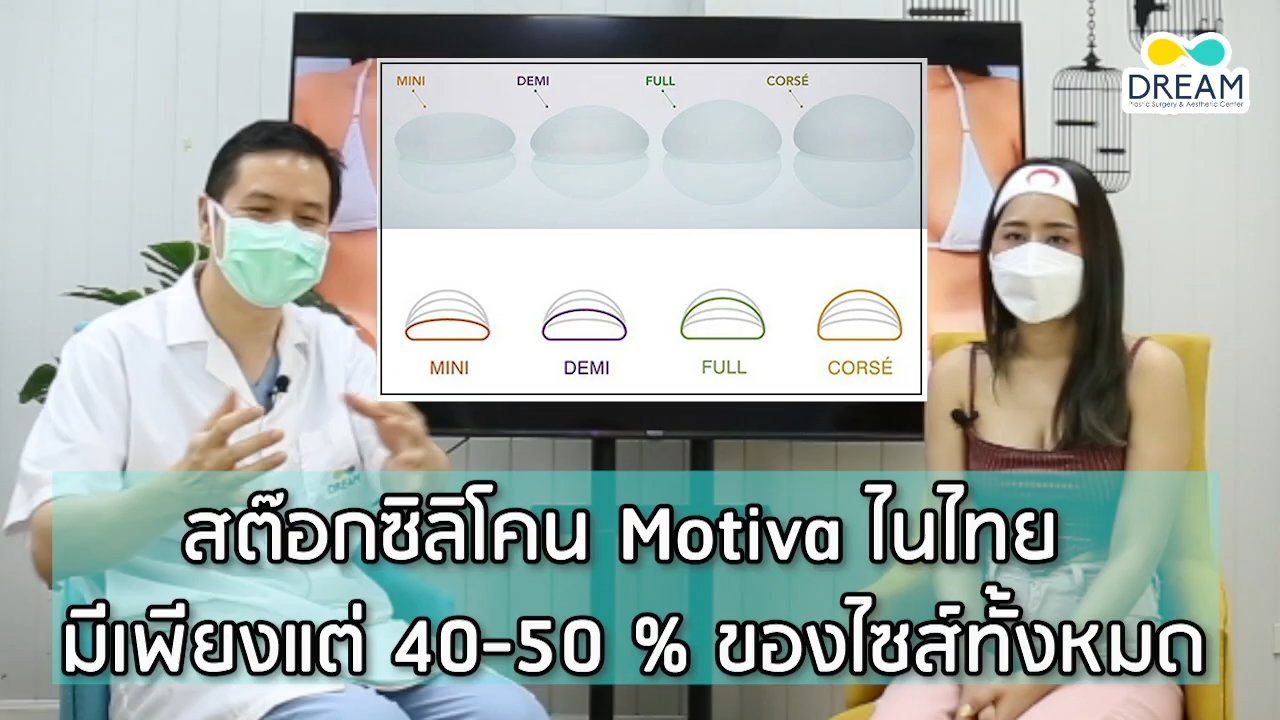 MINI DEMI FULL CORSÉ
DREAM
Plastic Surgery & Aesthetic Center
MINI DEMI FULL CORSÉ
DREAM
สต๊อกซิลิโคน Motiva ไนไทย
มีเพียงแต่ 40-50 % ของไซส์ทั้งหมด